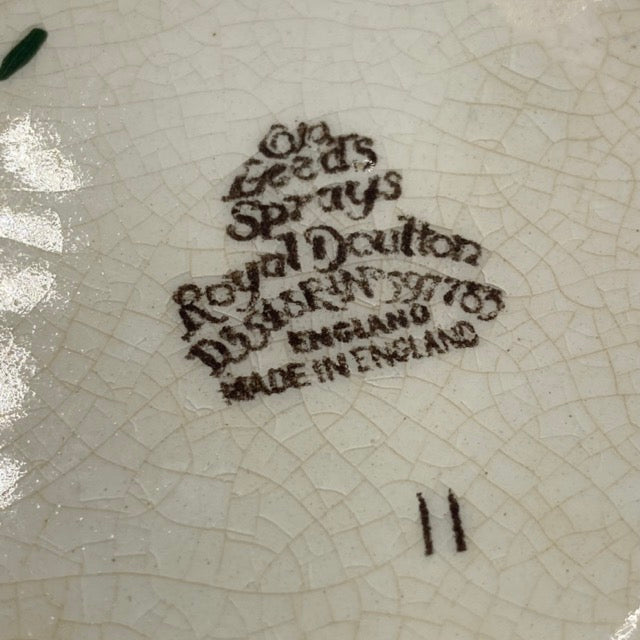 Old
Leeds
Sprays
Royal Doulton
ENGLAND
MADE IN ENGLAND
11